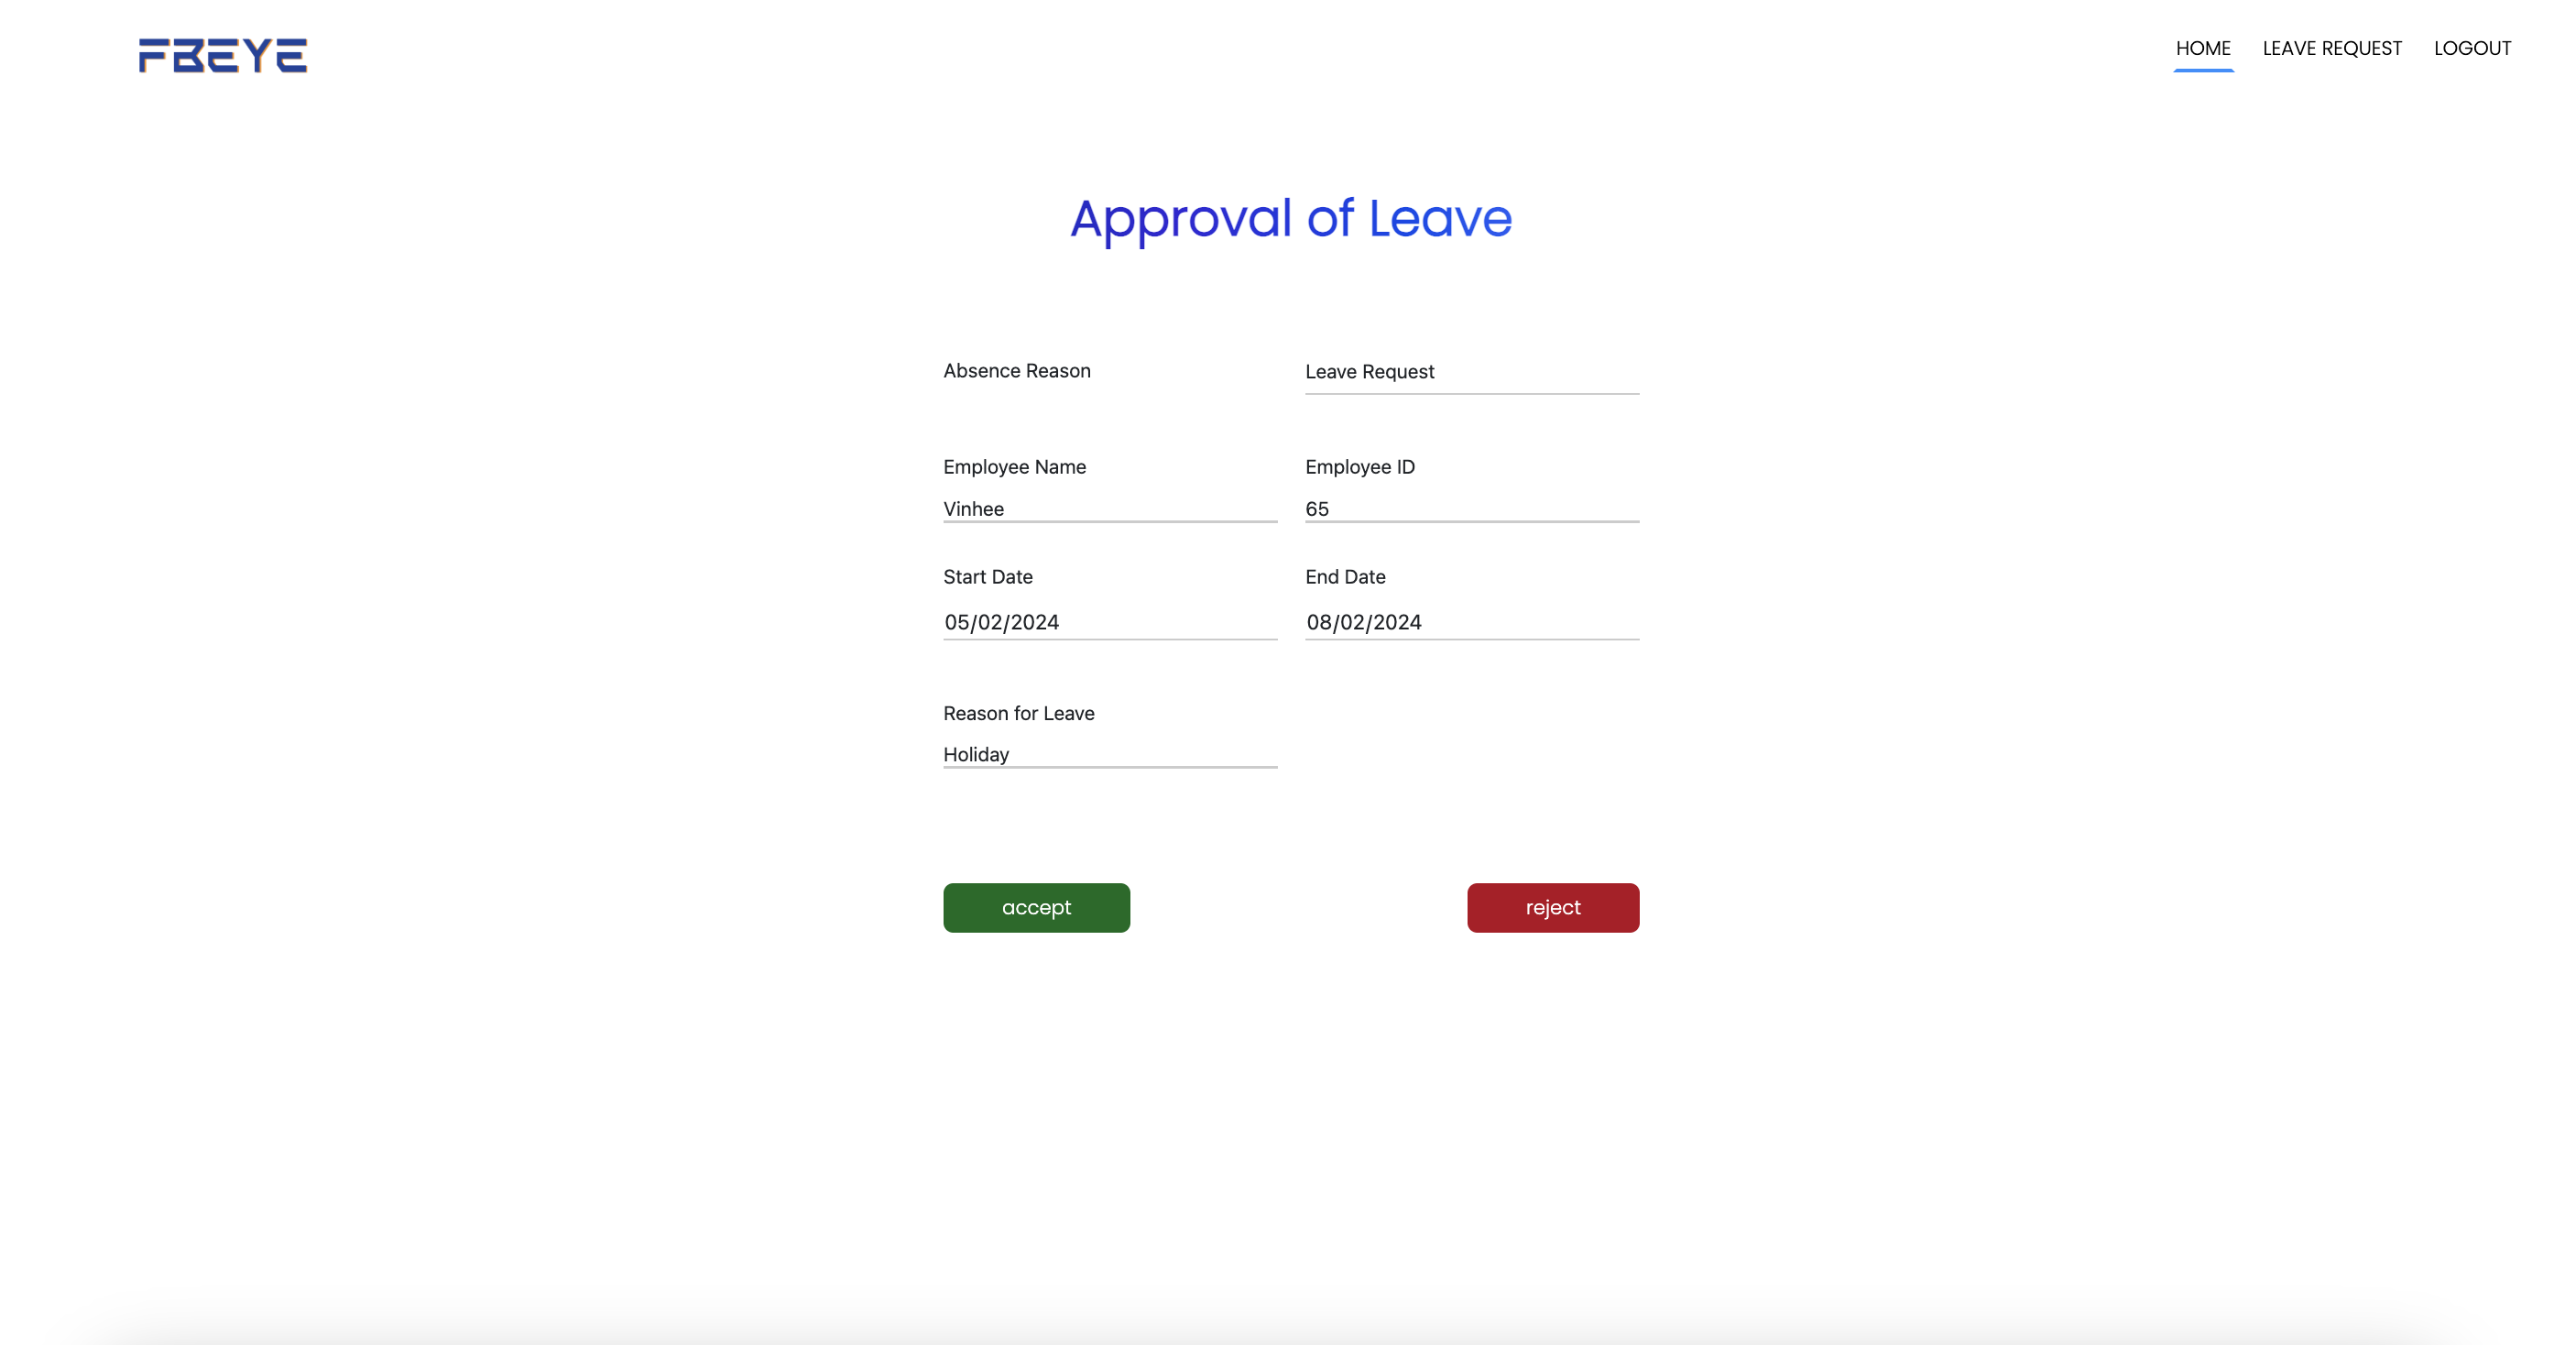 FBEYE
HOME LEAVE REQUEST LOGOUT
Approval of Leave
Absence Reason Leave Request
Employee Name Employee ID
Vinhee 65
Start Date End Date
05/02/2024 08/02/2024
Reason for Leave
Holiday
accept reject